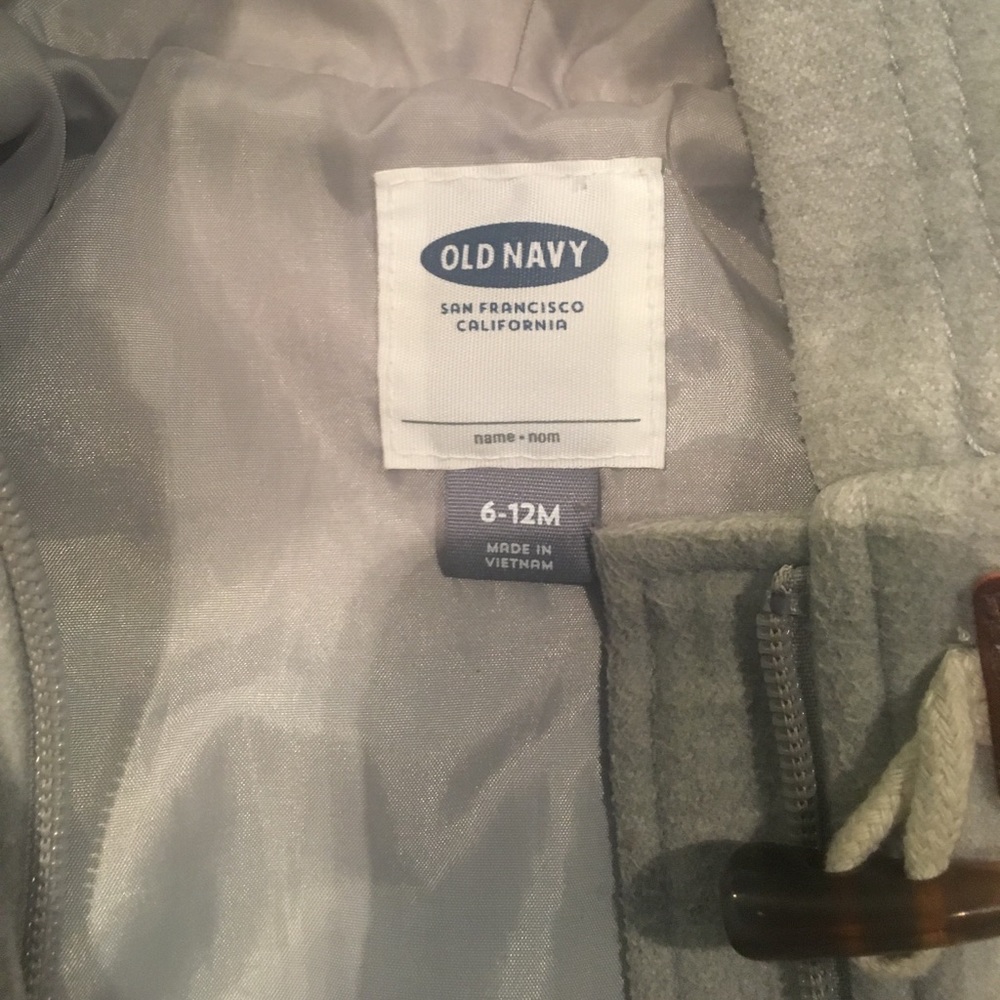 OLD NAVY
SAN FRANCISCO
CALIFORNIA
name • nom
6-12M
MADE IN
VIETNAM